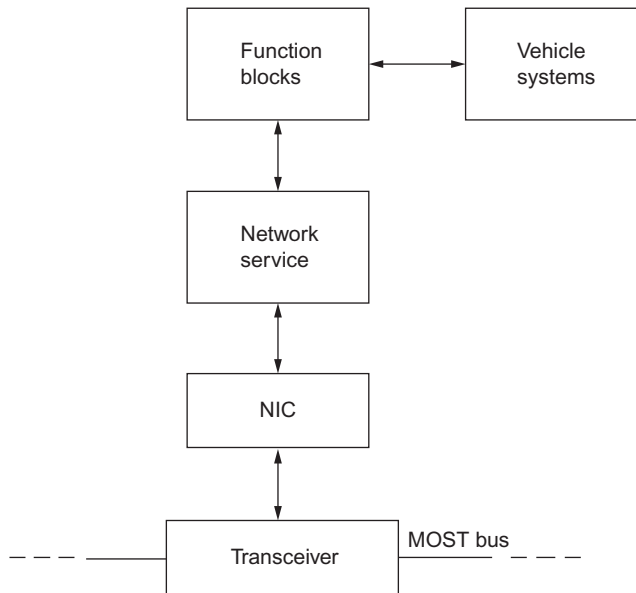 Function
blocks
Vehicle
systems
Network
service
NIC
MOST bus
Transceiver